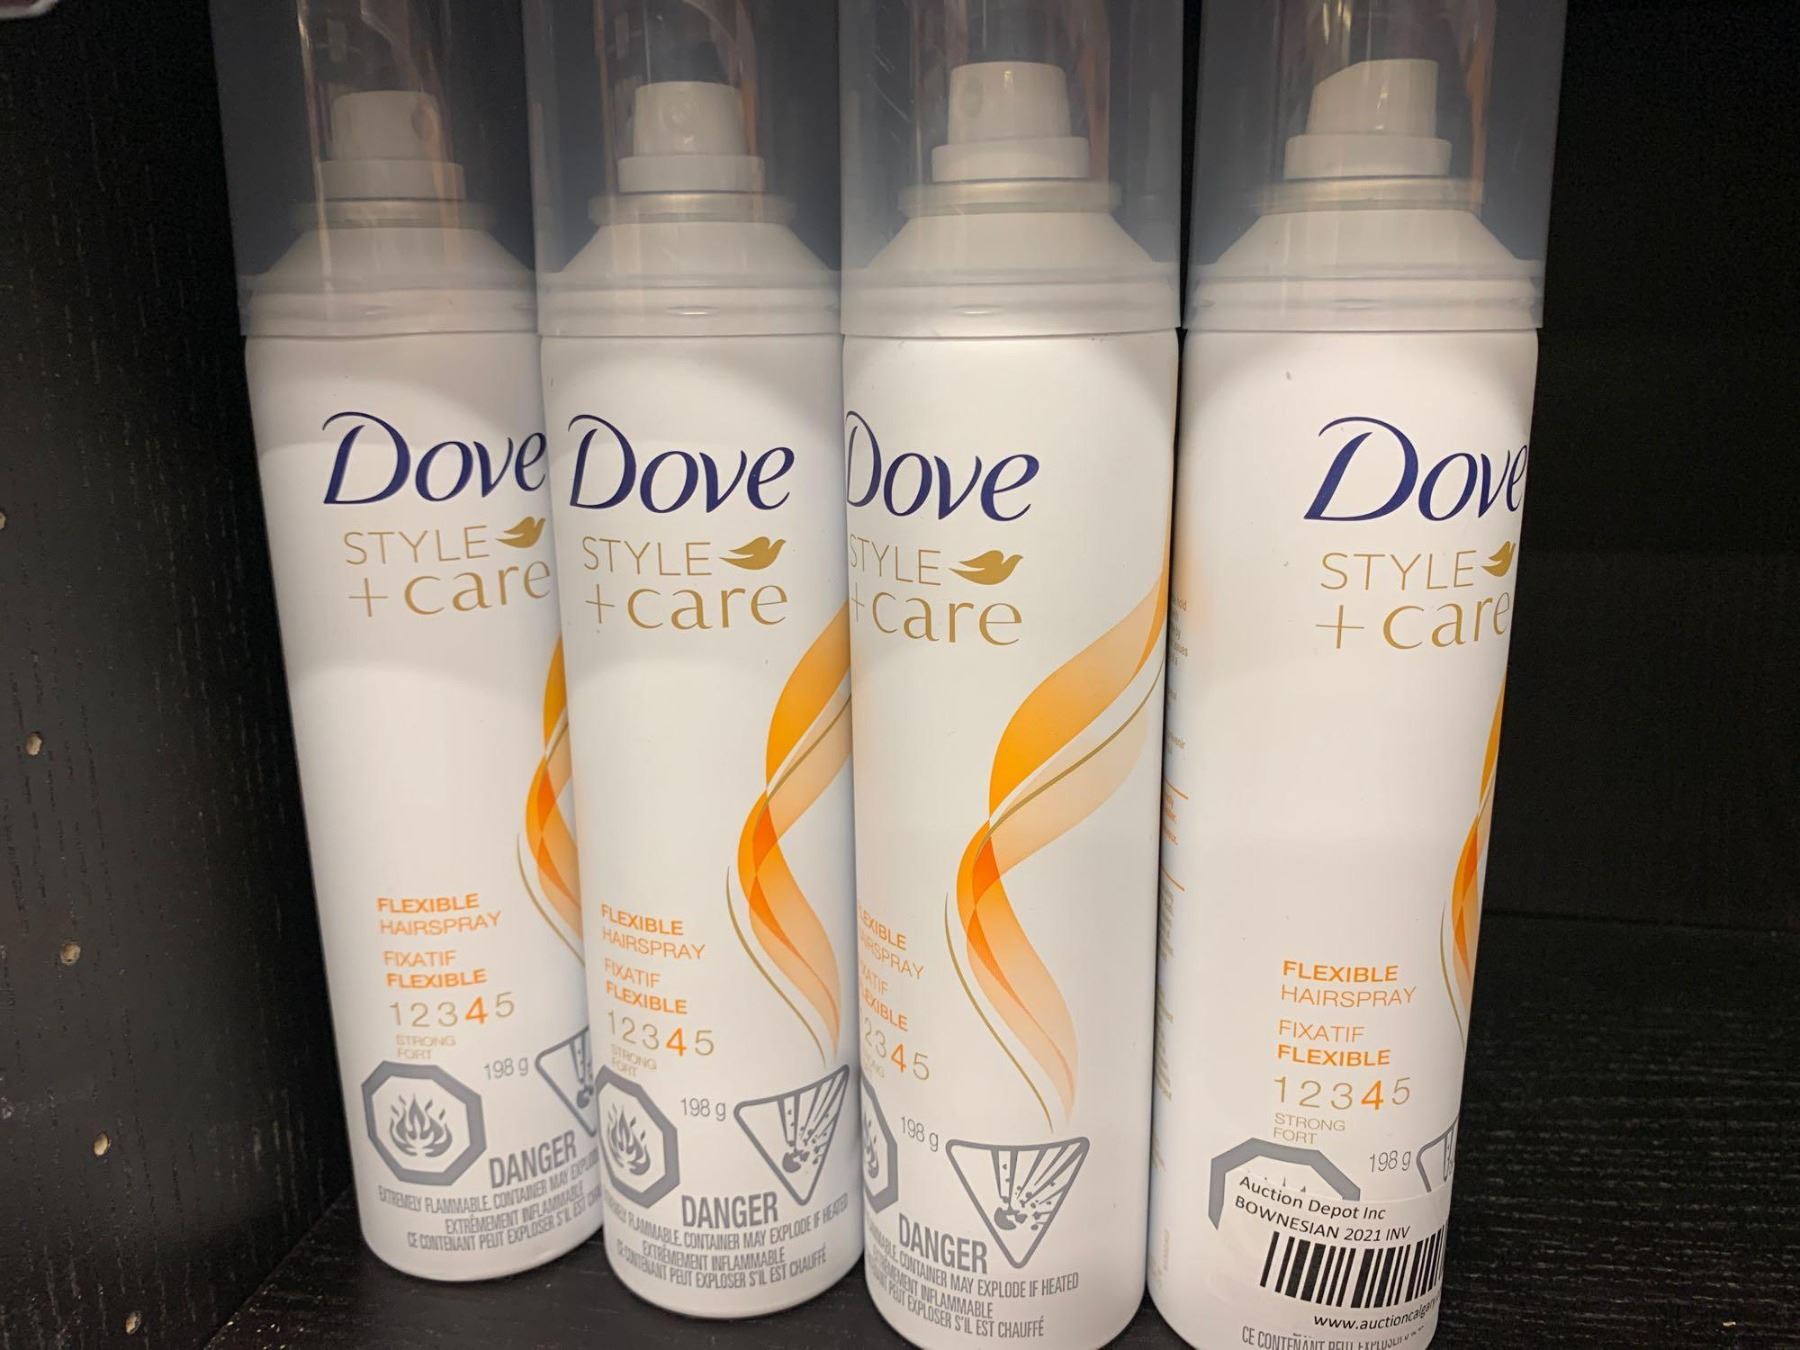 Dove
STYLE
+care
FLEXIBLE
HAIRSPRAY
FIXATIF
FLEXIBLE
12345
STRONG
FORT
198 g
DANGER
EXTREMELY FLAMMABLE. CONTAINER MAY
EXTRÊMEMENT INFLAMMABLE
CE CONTENANT PEUT EXPLOSER S'IL EST
Dove
STYLE
+care
FLEXIBLE
HAIRSPRAY
FIXATIF
FLEXIBLE
12345
STRONG
FORT
198 g
DANGER
FLAMMABLE. CONTAINER MAY EXPLODE IF HEATED
EXTRÊMEMENT INFLAMMABLE
CE CONTENANT PEUT EXPLOSER S'IL EST CHAUFFÉ
Dove
STYLE
+care
2345
198 g
DANGER
CONTAINER MAY EXPLODE IF HEATED
INFLAMMABLE
PEUT EXPLOSER S'IL EST CHAUFFÉ
Dove
STYLE
+care
FLEXIBLE
HAIRSPRAY
FIXATIF
FLEXIBLE
12345
STRONG
FORT
198 g
Auction Depot Inc
BOWNESIAN 2021 INV
CE CONTENANT PEUT